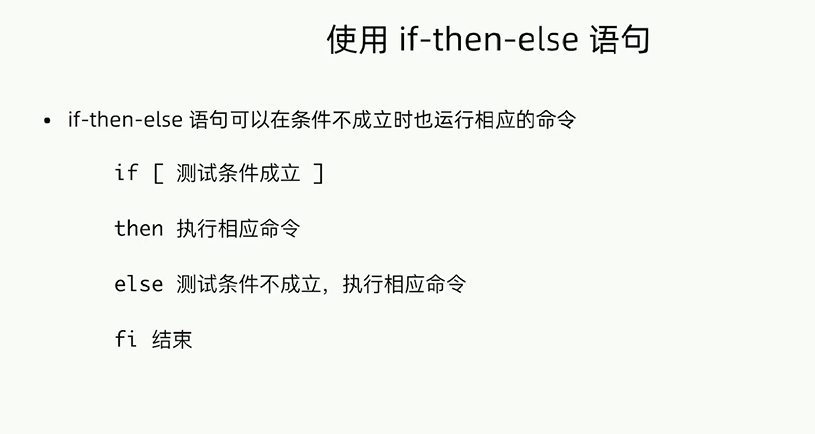 使用 if-then-else 语句
• if-then-else 语句可以在条件不成立时也运行相应的命令
if [ 测试条件成立 ]
then 执行相应命令
else 测试条件不成立，执行相应命令
fi 结束